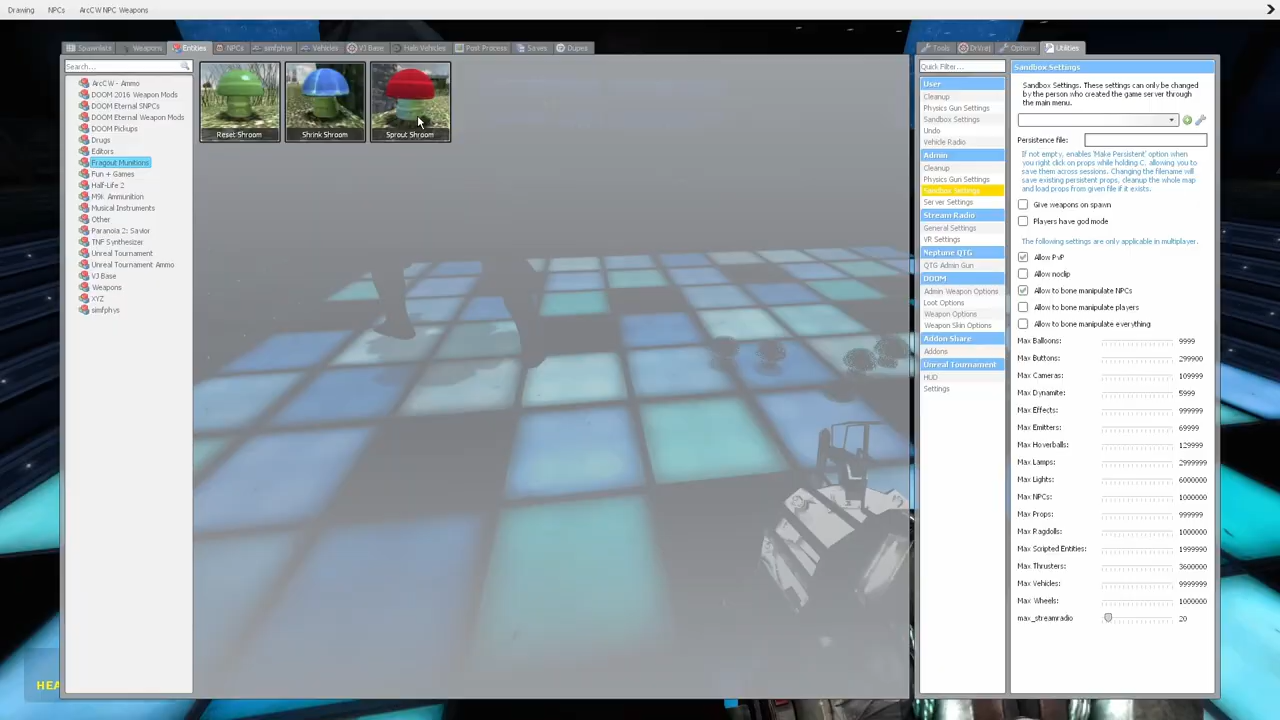 Drawing NPCs ArcCW NPC Weapons
Spawnlists Weapons Entities NPCs simfphys Vehicles VJ Base Halo Vehicles Post Process Saves Dupes
Search...
ArcCW - Ammo
DOOM 2016 Weapon Mods
DOOM Eternal SNPCs
DOOM Eternal Weapon Mods
DOOM Pickups
Drugs
Editors
Fragout Munitions
Fun + Games
Half-Life 2
M9k Ammunition
Musical Instruments
Other
Paranoia 2: Savior
TNF Synthesizer
Unreal Tournament
Unreal Tournament Ammo
VJ Base
Weapons
XYZ
simfphys
Reset Shroom
Shrink Shroom
Sprout Shroom
HEA
Tools DrVrej Options Utilities
Quick Filter...
User
Cleanup
Physics Gun Settings
Sandbox Settings
Undo
Vehicle Radio
Admin
Cleanup
Physics Gun Settings
Sandbox Settings
Server Settings
Stream Radio
General Settings
VR Settings
Neptune QTG
QTG Admin Gun
DOOM
Admin Weapon Options
Loot Options
Weapon Options
Weapon Skin Options
Addon Share
Addons
Unreal Tournament
HUD
Settings
Sandbox Settings
Sandbox Settings. These settings can only be
changed by the person who created the game server through
the main menu.
Persistence file:
If not empty, enables 'Make Persistent' option when
you right click on props while holding C, allowing you to
save them across sessions. Changing the filename will
save existing persistent props, cleanup the whole map
and load props from given file if it exists.
Give weapons on spawn
Players have god mode
The following settings are only applicable in multiplayer.
Allow PvP
Allow noclip
Allow to bone manipulate NPCs
Allow to bone manipulate players
Allow to bone manipulate everything
Max Balloons: 9999
Max Buttons: 299900
Max Cameras: 109999
Max Dynamite: 5999
Max Effects: 999999
Max Emitters: 69999
Max Hoverballs: 129999
Max Lamps: 2999999
Max Lights: 6000000
Max NPCs: 1000000
Max Props: 999999
Max Ragdolls: 1000000
Max Scripted Entities: 1999990
Max Thrusters: 3600000
Max Vehicles: 9999999
Max Wheels: 1000000
max_streamradio 20